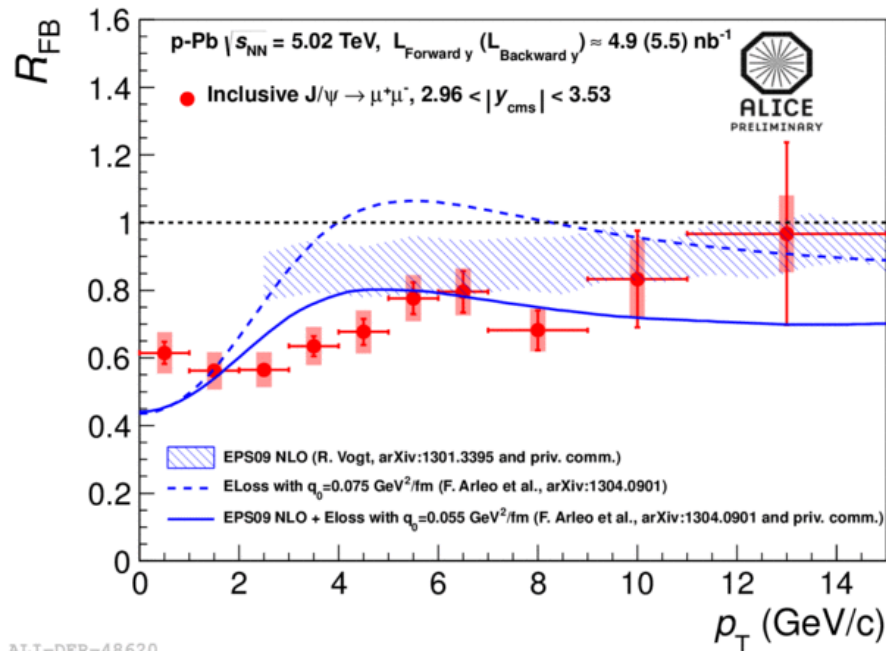 R_FB
1.6
1.4
1.2
1
0.8
0.6
0.4
0.2
0
p-Pb √s_NN = 5.02 TeV, L_Forward y (L_Backward y) ≈ 4.9 (5.5) nb⁻¹
Inclusive J/ψ → μ⁺μ⁻, 2.96 < |y_cms| < 3.53
ALICE
PRELIMINARY
EPS09 NLO (R. Vogt, arXiv:1301.3395 and priv. comm.)
ELoss with q₀=0.075 GeV²/fm (F. Arleo et al., arXiv:1304.0901)
EPS09 NLO + Eloss with q₀=0.055 GeV²/fm (F. Arleo et al., arXiv:1304.0901 and priv. comm.)
0 2 4 6 8 10 12 14
p_T (GeV/c)